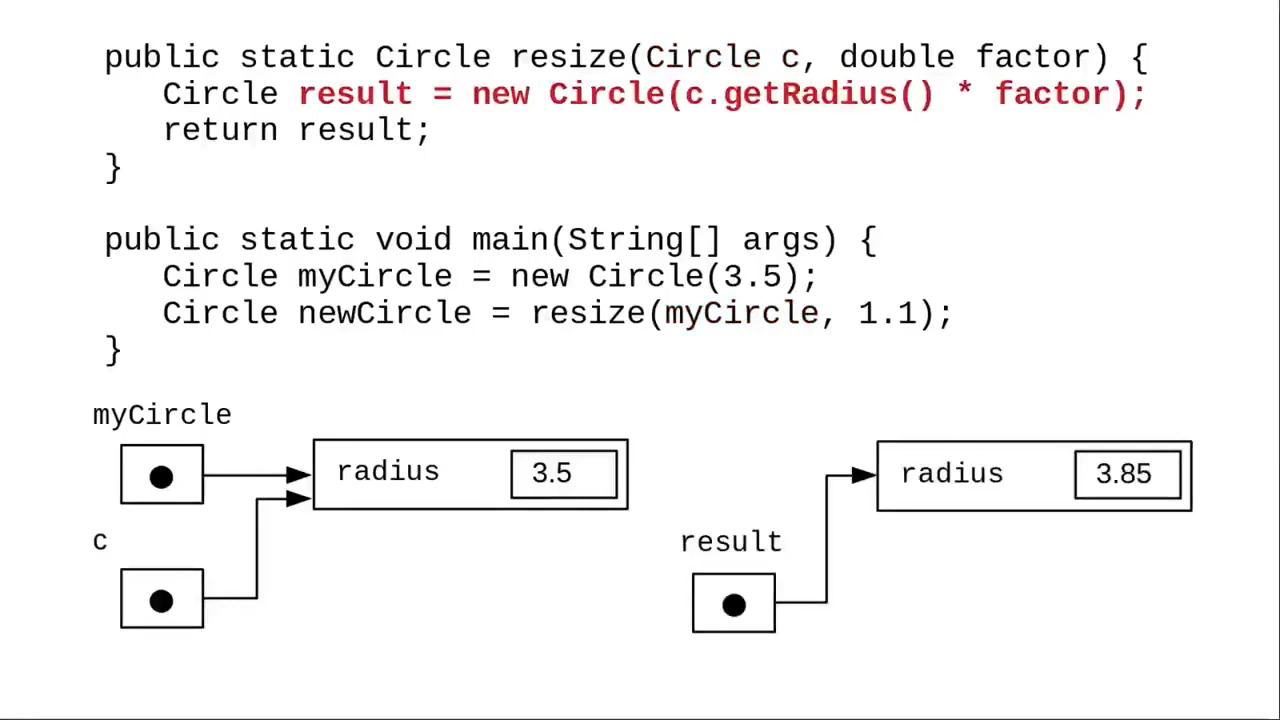 public static Circle resize(Circle c, double factor) {
   Circle result = new Circle(c.getRadius() * factor);
   return result;
}
public static void main(String[] args) {
   Circle myCircle = new Circle(3.5);
   Circle newCircle = resize(myCircle, 1.1);
}
myCircle
radius 3.5
radius 3.85
c
result